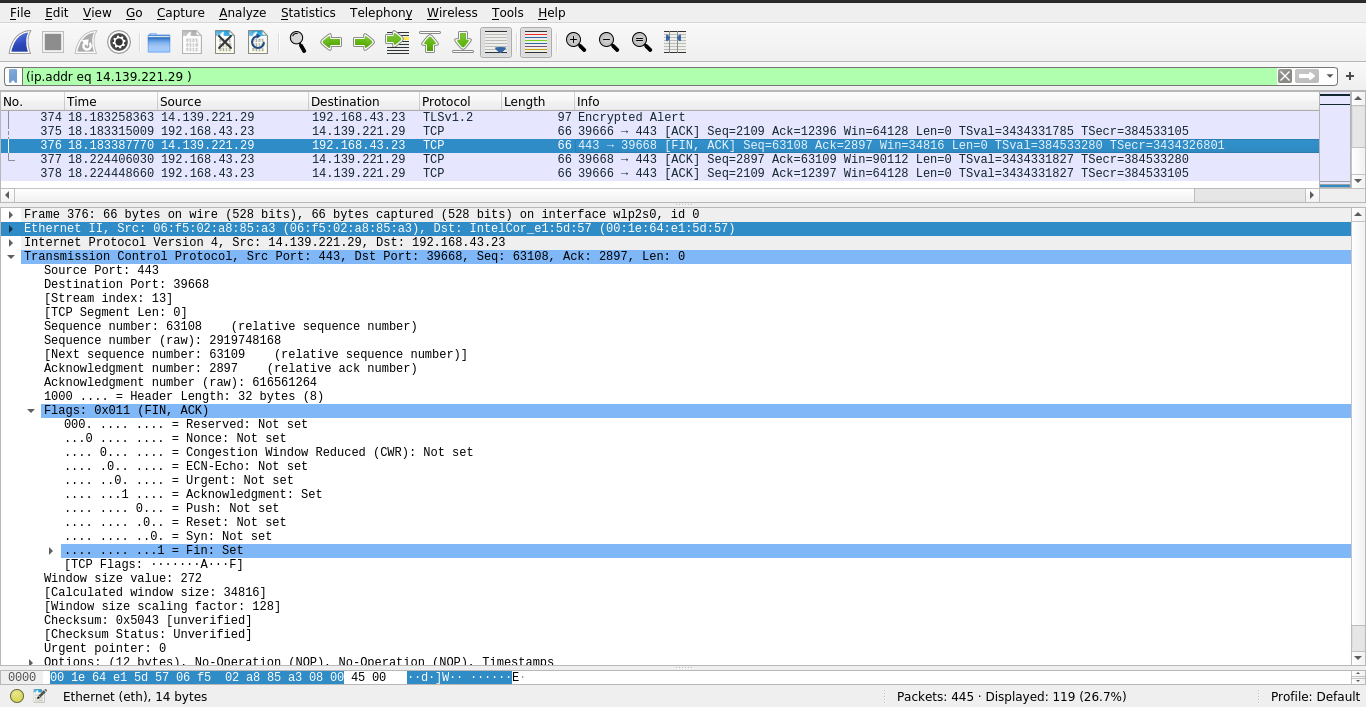 File Edit View Go Capture Analyze Statistics Telephony Wireless Tools Help
(ip.addr eq 14.139.221.29 )
No. Time Source Destination Protocol Length Info
374 18.183258363 14.139.221.29 192.168.43.23 TLSv1.2 97 Encrypted Alert
375 18.183315009 192.168.43.23 14.139.221.29 TCP 66 39666 → 443 [ACK] Seq=2109 Ack=12396 Win=64128 Len=0 TSval=3434331785 TSecr=384533105
376 18.183387770 14.139.221.29 192.168.43.23 TCP 66 443 → 39668 [FIN, ACK] Seq=63108 Ack=2897 Win=34816 Len=0 TSval=384533280 TSecr=3434326801
377 18.224406030 192.168.43.23 14.139.221.29 TCP 66 39668 → 443 [ACK] Seq=2897 Ack=63109 Win=90112 Len=0 TSval=3434331827 TSecr=384533280
378 18.224448660 192.168.43.23 14.139.221.29 TCP 66 39666 → 443 [ACK] Seq=2109 Ack=12397 Win=64128 Len=0 TSval=3434331827 TSecr=384533105
Frame 376: 66 bytes on wire (528 bits), 66 bytes captured (528 bits) on interface wlp2s0, id 0
Ethernet II, Src: 06:f5:02:a8:85:a3 (06:f5:02:a8:85:a3), Dst: IntelCor_e1:5d:57 (00:1e:64:e1:5d:57)
Internet Protocol Version 4, Src: 14.139.221.29, Dst: 192.168.43.23
Transmission Control Protocol, Src Port: 443, Dst Port: 39668, Seq: 63108, Ack: 2897, Len: 0
Source Port: 443
Destination Port: 39668
[Stream index: 13]
[TCP Segment Len: 0]
Sequence number: 63108    (relative sequence number)
Sequence number (raw): 2919748168
[Next sequence number: 63109    (relative sequence number)]
Acknowledgment number: 2897    (relative ack number)
Acknowledgment number (raw): 616561264
1000 .... = Header Length: 32 bytes (8)
Flags: 0x011 (FIN, ACK)
000. .... .... = Reserved: Not set
...0 .... .... = Nonce: Not set
.... 0... .... = Congestion Window Reduced (CWR): Not set
.... .0.. .... = ECN-Echo: Not set
.... ..0. .... = Urgent: Not set
.... ...1 .... = Acknowledgment: Set
.... .... 0... = Push: Not set
.... .... .0.. = Reset: Not set
.... .... ..0. = Syn: Not set
.... .... ...1 = Fin: Set
[TCP Flags: ·······A···F]
Window size value: 272
[Calculated window size: 34816]
[Window size scaling factor: 128]
Checksum: 0x5043 [unverified]
[Checksum Status: Unverified]
Urgent pointer: 0
Options: (12 bytes), No-Operation (NOP), No-Operation (NOP), Timestamps
0000 00 1e 64 e1 5d 57 06 f5 02 a8 85 a3 08 00 45 00 ··d·]W·· ······E·
Ethernet (eth), 14 bytes Packets: 445 · Displayed: 119 (26.7%) Profile: Default